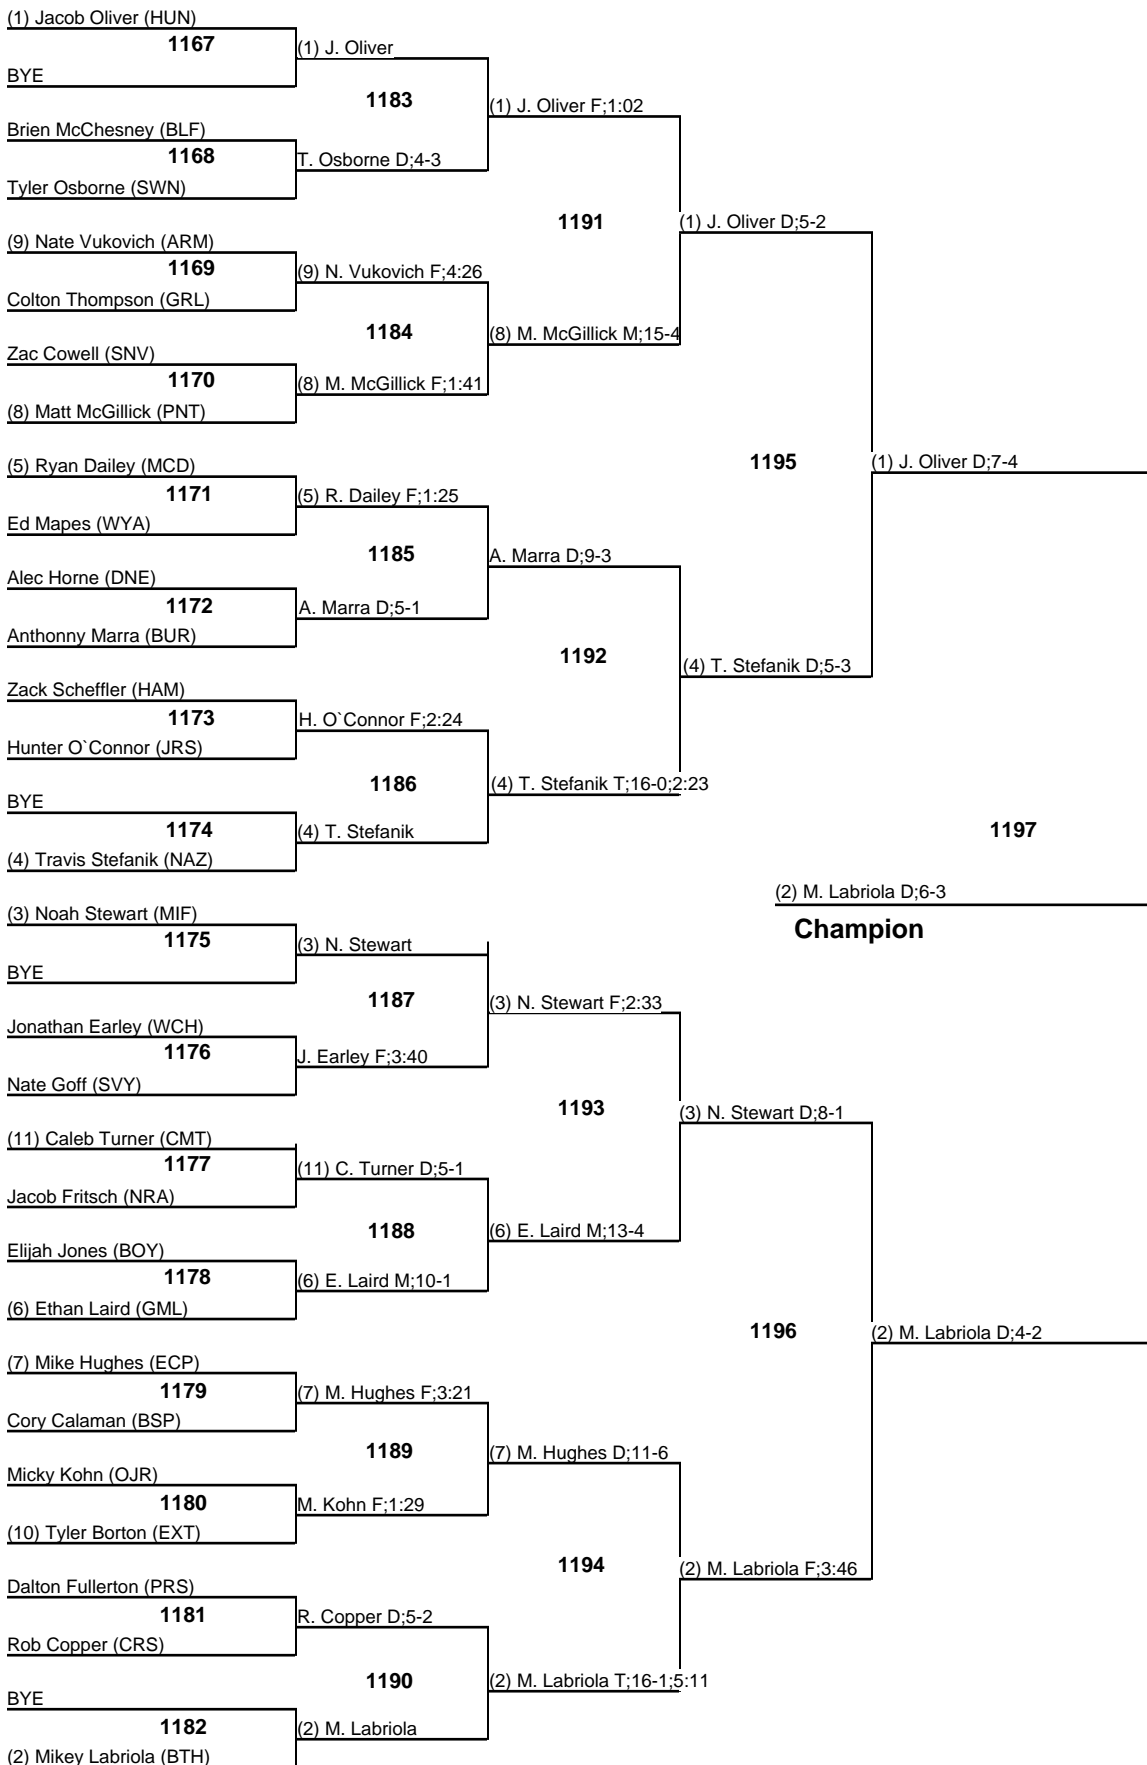 (1) Jacob Oliver (HUN)
1167
(1) J. Oliver
BYE
1183
(1) J. Oliver F;1:02
Brien McChesney (BLF)
1168
T. Osborne D;4-3
Tyler Osborne (SWN)
1191
(1) J. Oliver D;5-2
(9) Nate Vukovich (ARM)
1169
(9) N. Vukovich F;4:26
Colton Thompson (GRL)
1184
(8) M. McGillick M;15-4
Zac Cowell (SNV)
1170
(8) M. McGillick F;1:41
(8) Matt McGillick (PNT)
1195
(1) J. Oliver D;7-4
(5) Ryan Dailey (MCD)
1171
(5) R. Dailey F;1:25
Ed Mapes (WYA)
1185
A. Marra D;9-3
Alec Horne (DNE)
1172
A. Marra D;5-1
Anthonny Marra (BUR)
1192
(4) T. Stefanik D;5-3
Zack Scheffler (HAM)
1173
H. O`Connor F;2:24
Hunter O`Connor (JRS)
1186
(4) T. Stefanik T;16-0;2:23
BYE
1174
(4) T. Stefanik
(4) Travis Stefanik (NAZ)
1197
(2) M. Labriola D;6-3
Champion
(3) Noah Stewart (MIF)
1175
(3) N. Stewart
BYE
1187
(3) N. Stewart F;2:33
Jonathan Earley (WCH)
1176
J. Earley F;3:40
Nate Goff (SVY)
1193
(3) N. Stewart D;8-1
(11) Caleb Turner (CMT)
1177
(11) C. Turner D;5-1
Jacob Fritsch (NRA)
1188
(6) E. Laird M;13-4
Elijah Jones (BOY)
1178
(6) E. Laird M;10-1
(6) Ethan Laird (GML)
1196
(2) M. Labriola D;4-2
(7) Mike Hughes (ECP)
1179
(7) M. Hughes F;3:21
Cory Calaman (BSP)
1189
(7) M. Hughes D;11-6
Micky Kohn (OJR)
1180
M. Kohn F;1:29
(10) Tyler Borton (EXT)
1194
(2) M. Labriola F;3:46
Dalton Fullerton (PRS)
1181
R. Copper D;5-2
Rob Copper (CRS)
1190
(2) M. Labriola T;16-1;5:11
BYE
1182
(2) M. Labriola
(2) Mikey Labriola (BTH)